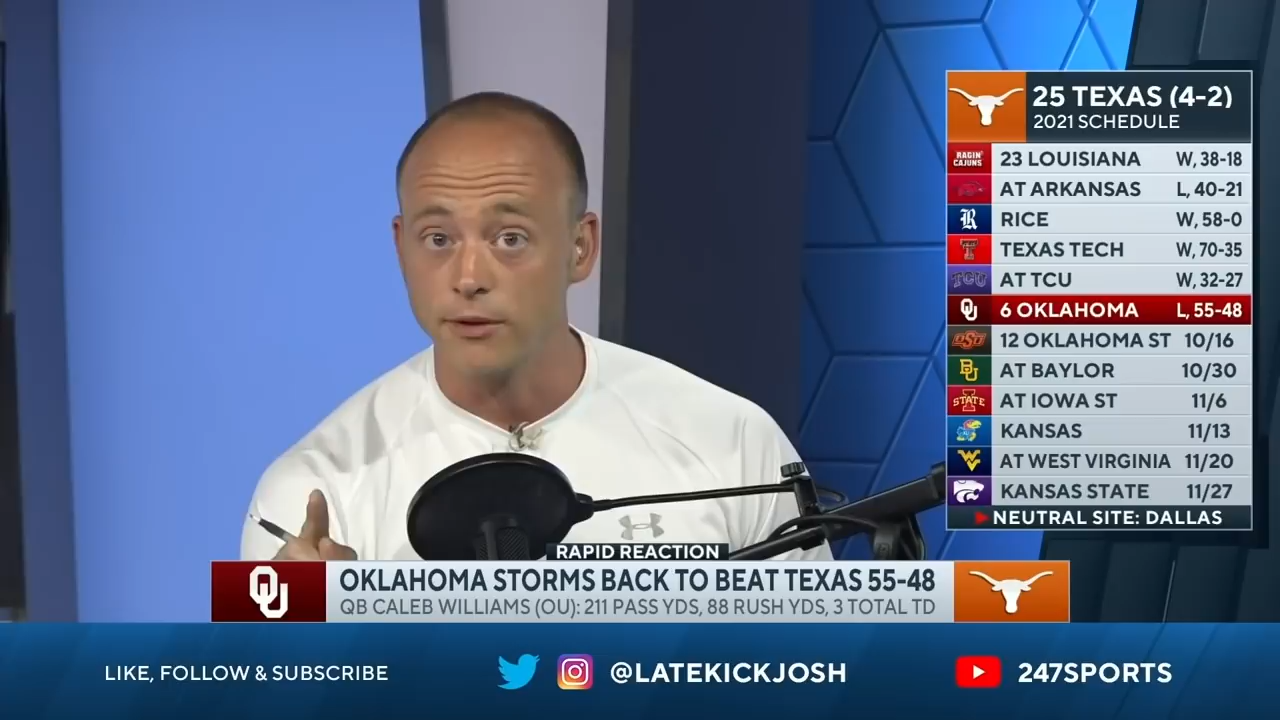 25 TEXAS (4-2)
2021 SCHEDULE
RAGIN' CAJUNS 23 LOUISIANA W, 38-18
AT ARKANSAS L, 40-21
R RICE W, 58-0
T TEXAS TECH W, 70-35
TCU AT TCU W, 32-27
OU 6 OKLAHOMA L, 55-48
OSU 12 OKLAHOMA ST 10/16
BU AT BAYLOR 10/30
STATE AT IOWA ST 11/6
KANSAS 11/13
WV AT WEST VIRGINIA 11/20
KANSAS STATE 11/27
NEUTRAL SITE: DALLAS
RAPID REACTION
OU OKLAHOMA STORMS BACK TO BEAT TEXAS 55-48
QB CALEB WILLIAMS (OU): 211 PASS YDS, 88 RUSH YDS, 3 TOTAL TD
LIKE, FOLLOW & SUBSCRIBE @LATEKICKJOSH 247SPORTS